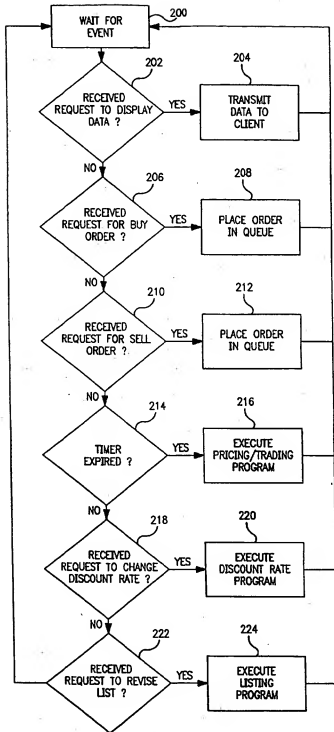 200
WAIT FOR
EVENT
202
RECEIVED
REQUEST TO DISPLAY
DATA ?
YES
204
TRANSMIT
DATA TO
CLIENT
NO
206
RECEIVED
REQUEST FOR BUY
ORDER ?
YES
208
PLACE ORDER
IN QUEUE
NO
210
RECEIVED
REQUEST FOR SELL
ORDER ?
YES
212
PLACE ORDER
IN QUEUE
NO
214
TIMER
EXPIRED ?
YES
216
EXECUTE
PRICING/TRADING
PROGRAM
NO
218
RECEIVED
REQUEST TO CHANGE
DISCOUNT RATE ?
YES
220
EXECUTE
DISCOUNT RATE
PROGRAM
NO
222
RECEIVED
REQUEST TO REVISE
LIST ?
YES
224
EXECUTE
LISTING
PROGRAM